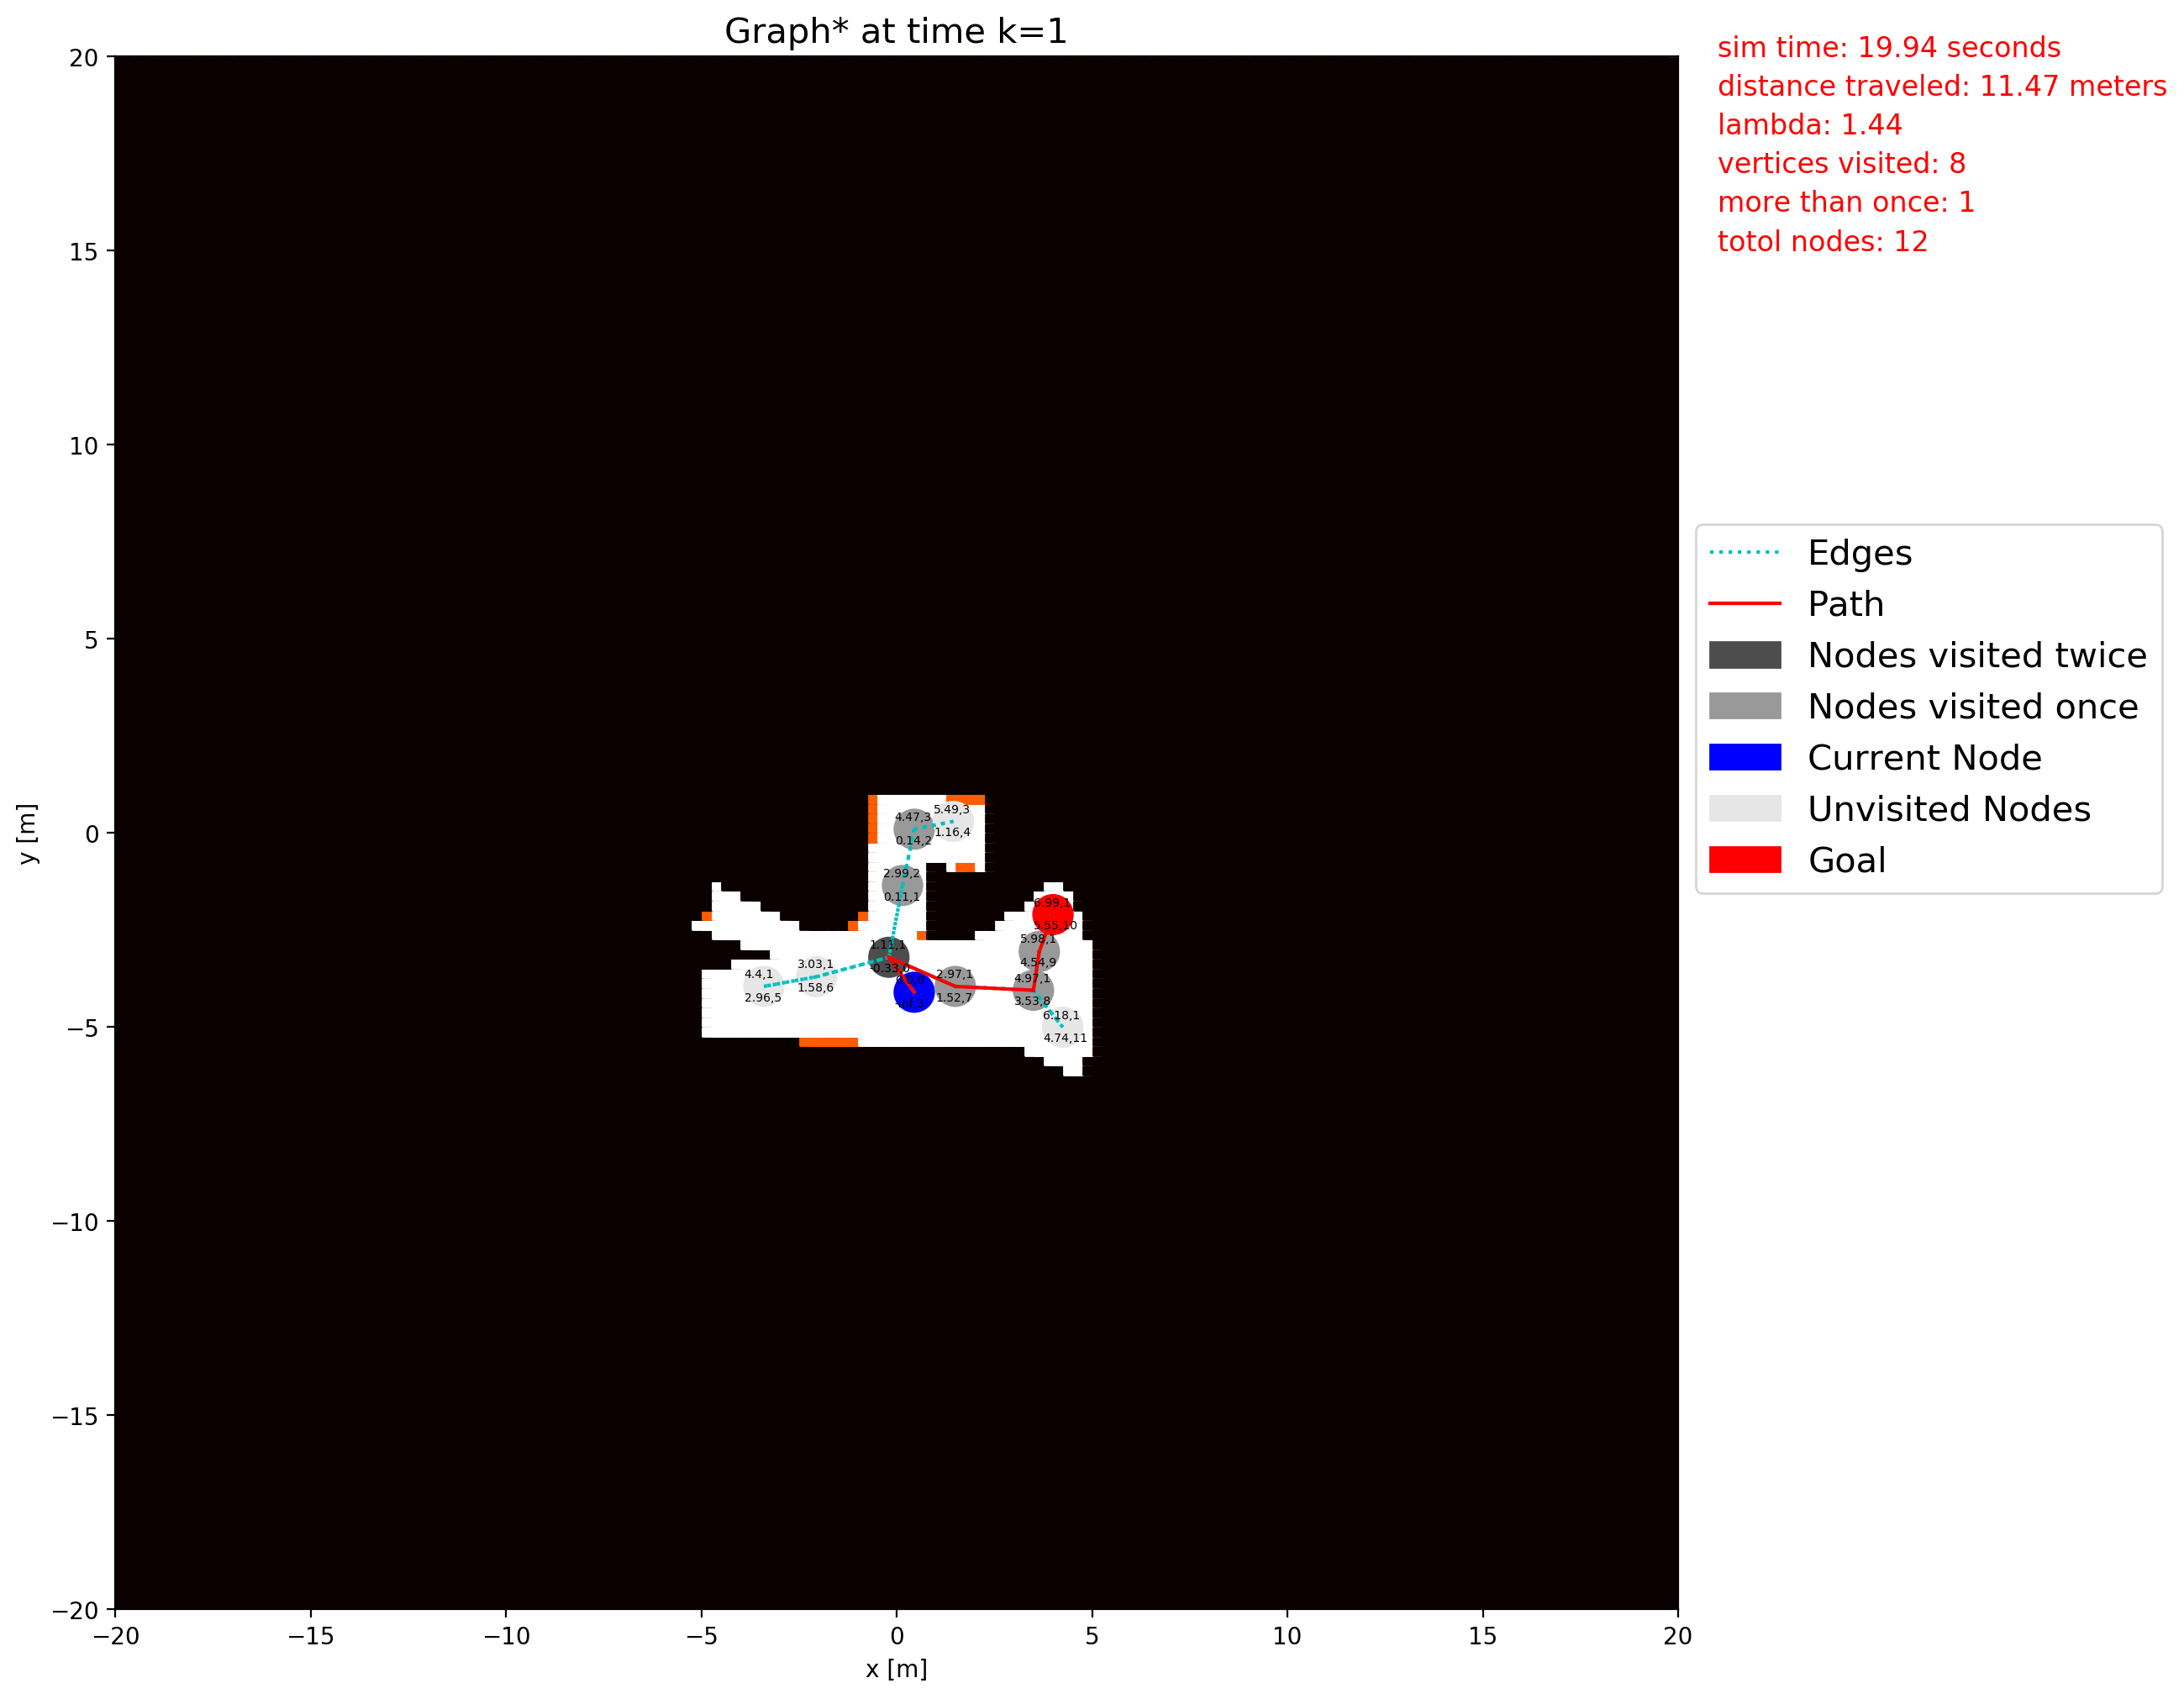 Graph* at time k=1
sim time: 19.94 seconds
distance traveled: 11.47 meters
lambda: 1.44
vertices visited: 8
more than once: 1
totol nodes: 12
20
15
10
5
0
−5
−10
−15
−20
y [m]
−20 −15 −10 −5 0 5 10 15 20
x [m]
Edges
Path
Nodes visited twice
Nodes visited once
Current Node
Unvisited Nodes
Goal
5.49,3
4.47,3
1.16,4
0.14,2
2.99,2
0.11,1
6.99,1
5.55,10
5.98,1
4.54,9
1.11,1
-0.33,0
3.03,1
1.58,6
4.4,1
2.96,5
2.97,1
1.52,7
4.97,1
3.53,8
6.18,1
4.74,11